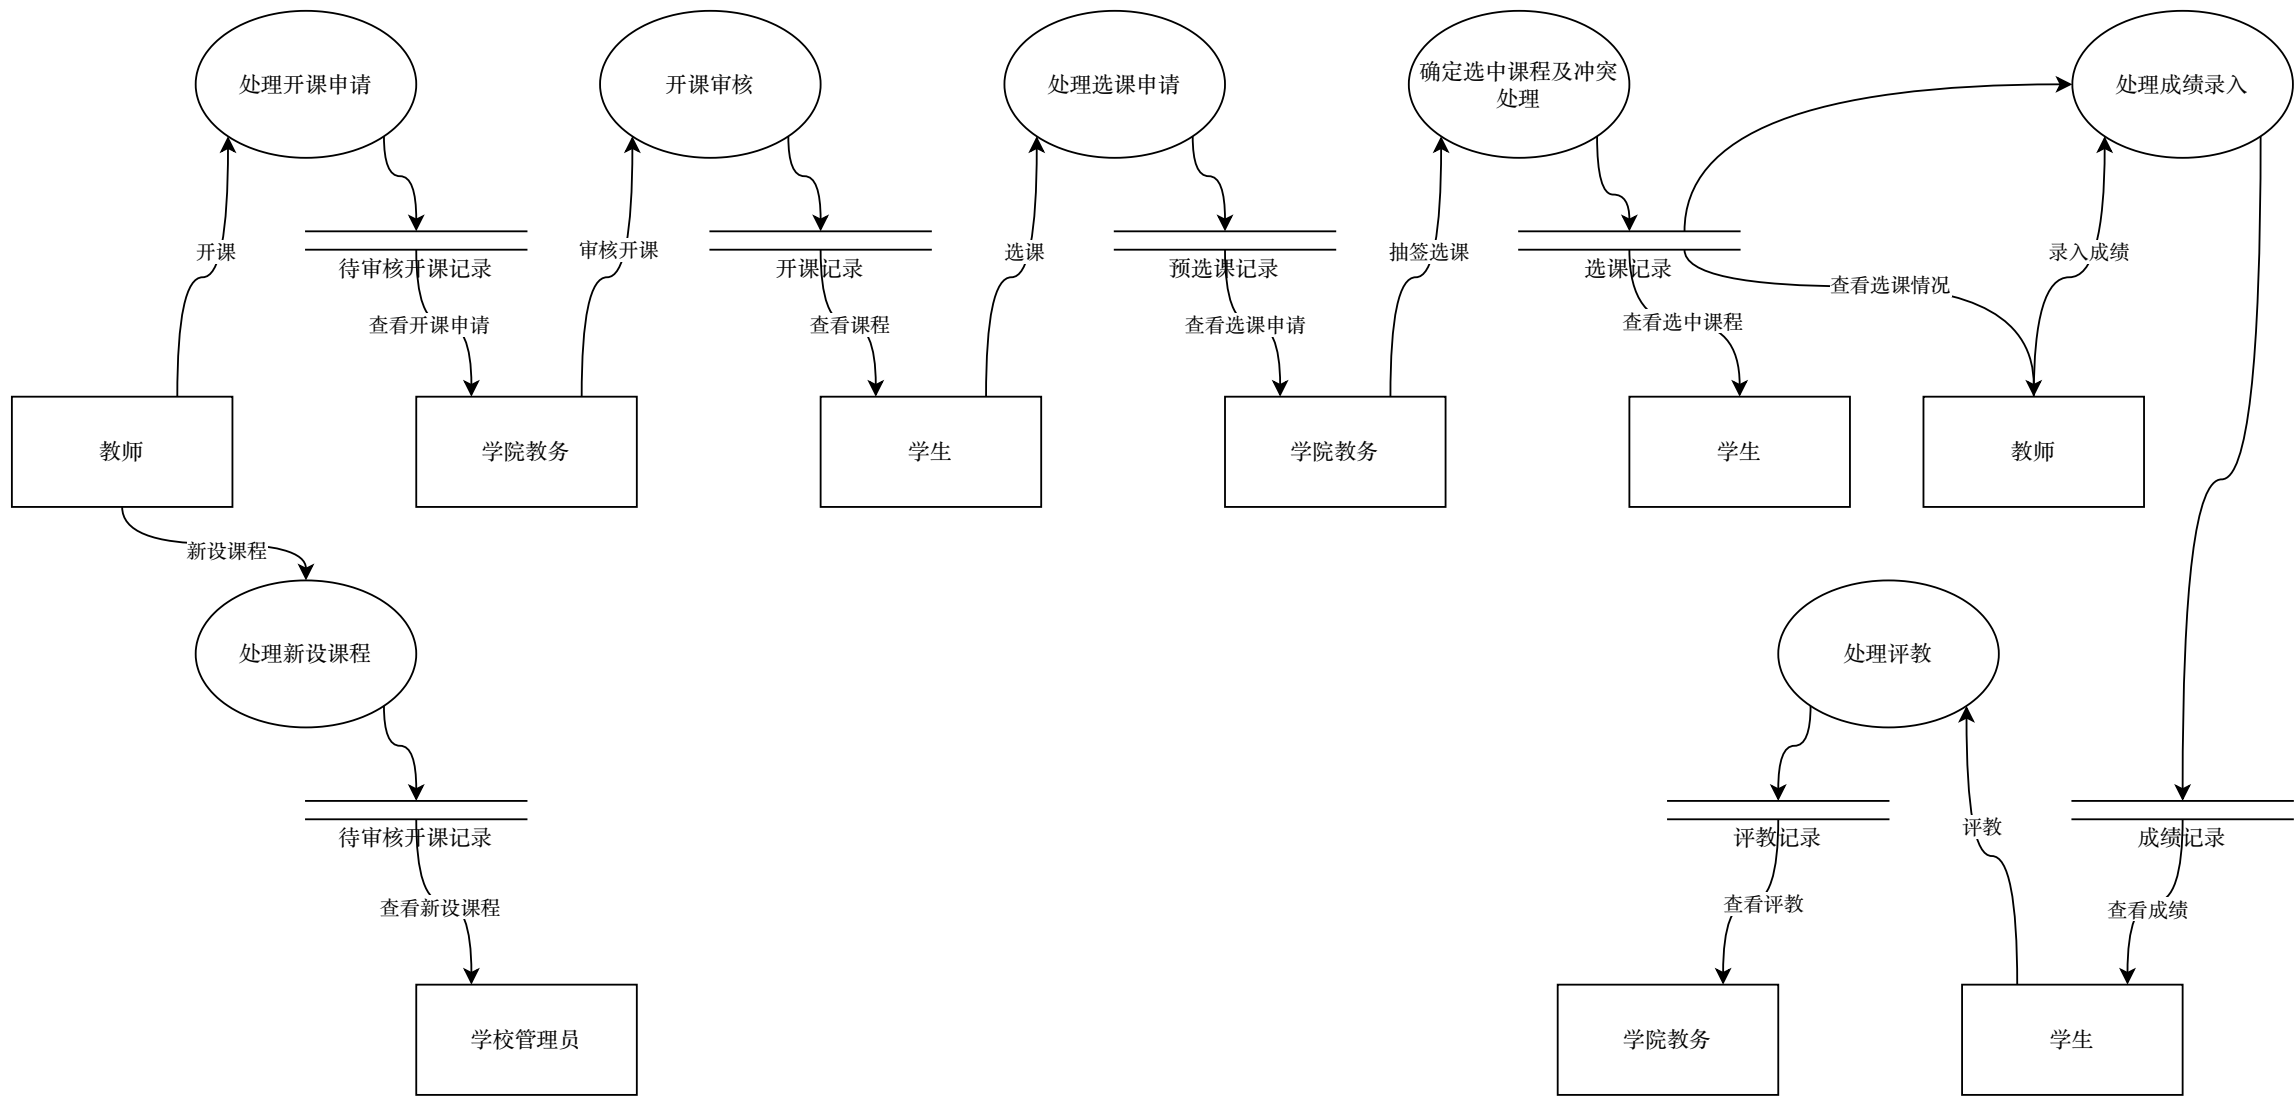 处理开课申请
开课审核
处理选课申请
确定选中课程及冲突
处理
处理成绩录入
开课
待审核开课记录
审核开课
开课记录
选课
预选课记录
抽签选课
选课记录
录入成绩
查看选课情况
查看开课申请
查看课程
查看选课申请
查看选中课程
教师
学院教务
学生
学院教务
学生
教师
新设课程
处理新设课程
处理评教
待审核开课记录
评教记录
评教
成绩记录
查看新设课程
查看评教
查看成绩
学校管理员
学院教务
学生